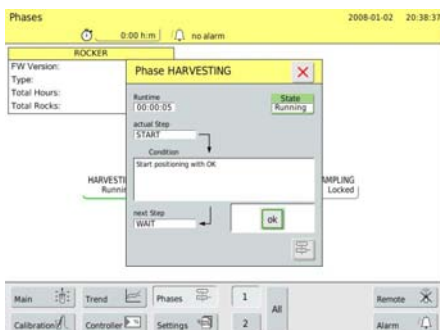 Phases
2008-01-02 20:38:37
0:00 h:m
no alarm
ROCKER
FW Version:
Type:
Total Hours:
Total Rocks:
Phase HARVESTING
Runtime
00:00:05
State
Running
actual Step
START
Condition
Start positioning with OK
next Step
WAIT
ok
HARVESTI
Runnin
AMPLING
Locked
Main
Trend
Phases
1
All
Remote
Calibration
Controller
Settings
2
Alarm